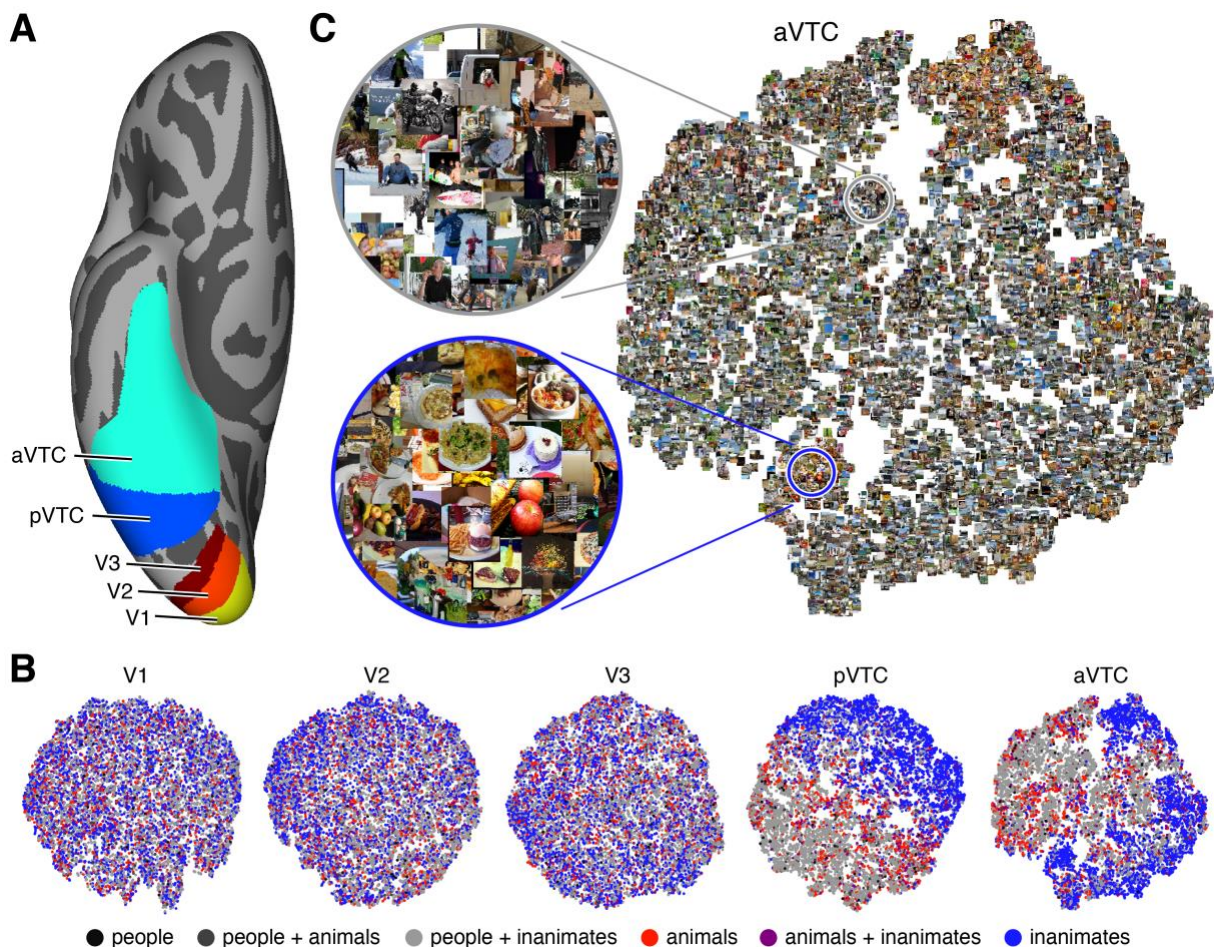 A
C
aVTC
aVTC
pVTC
V3
V2
V1
B
V1
V2
V3
pVTC
aVTC
people
people + animals
people + inanimates
animals
animals + inanimates
inanimates